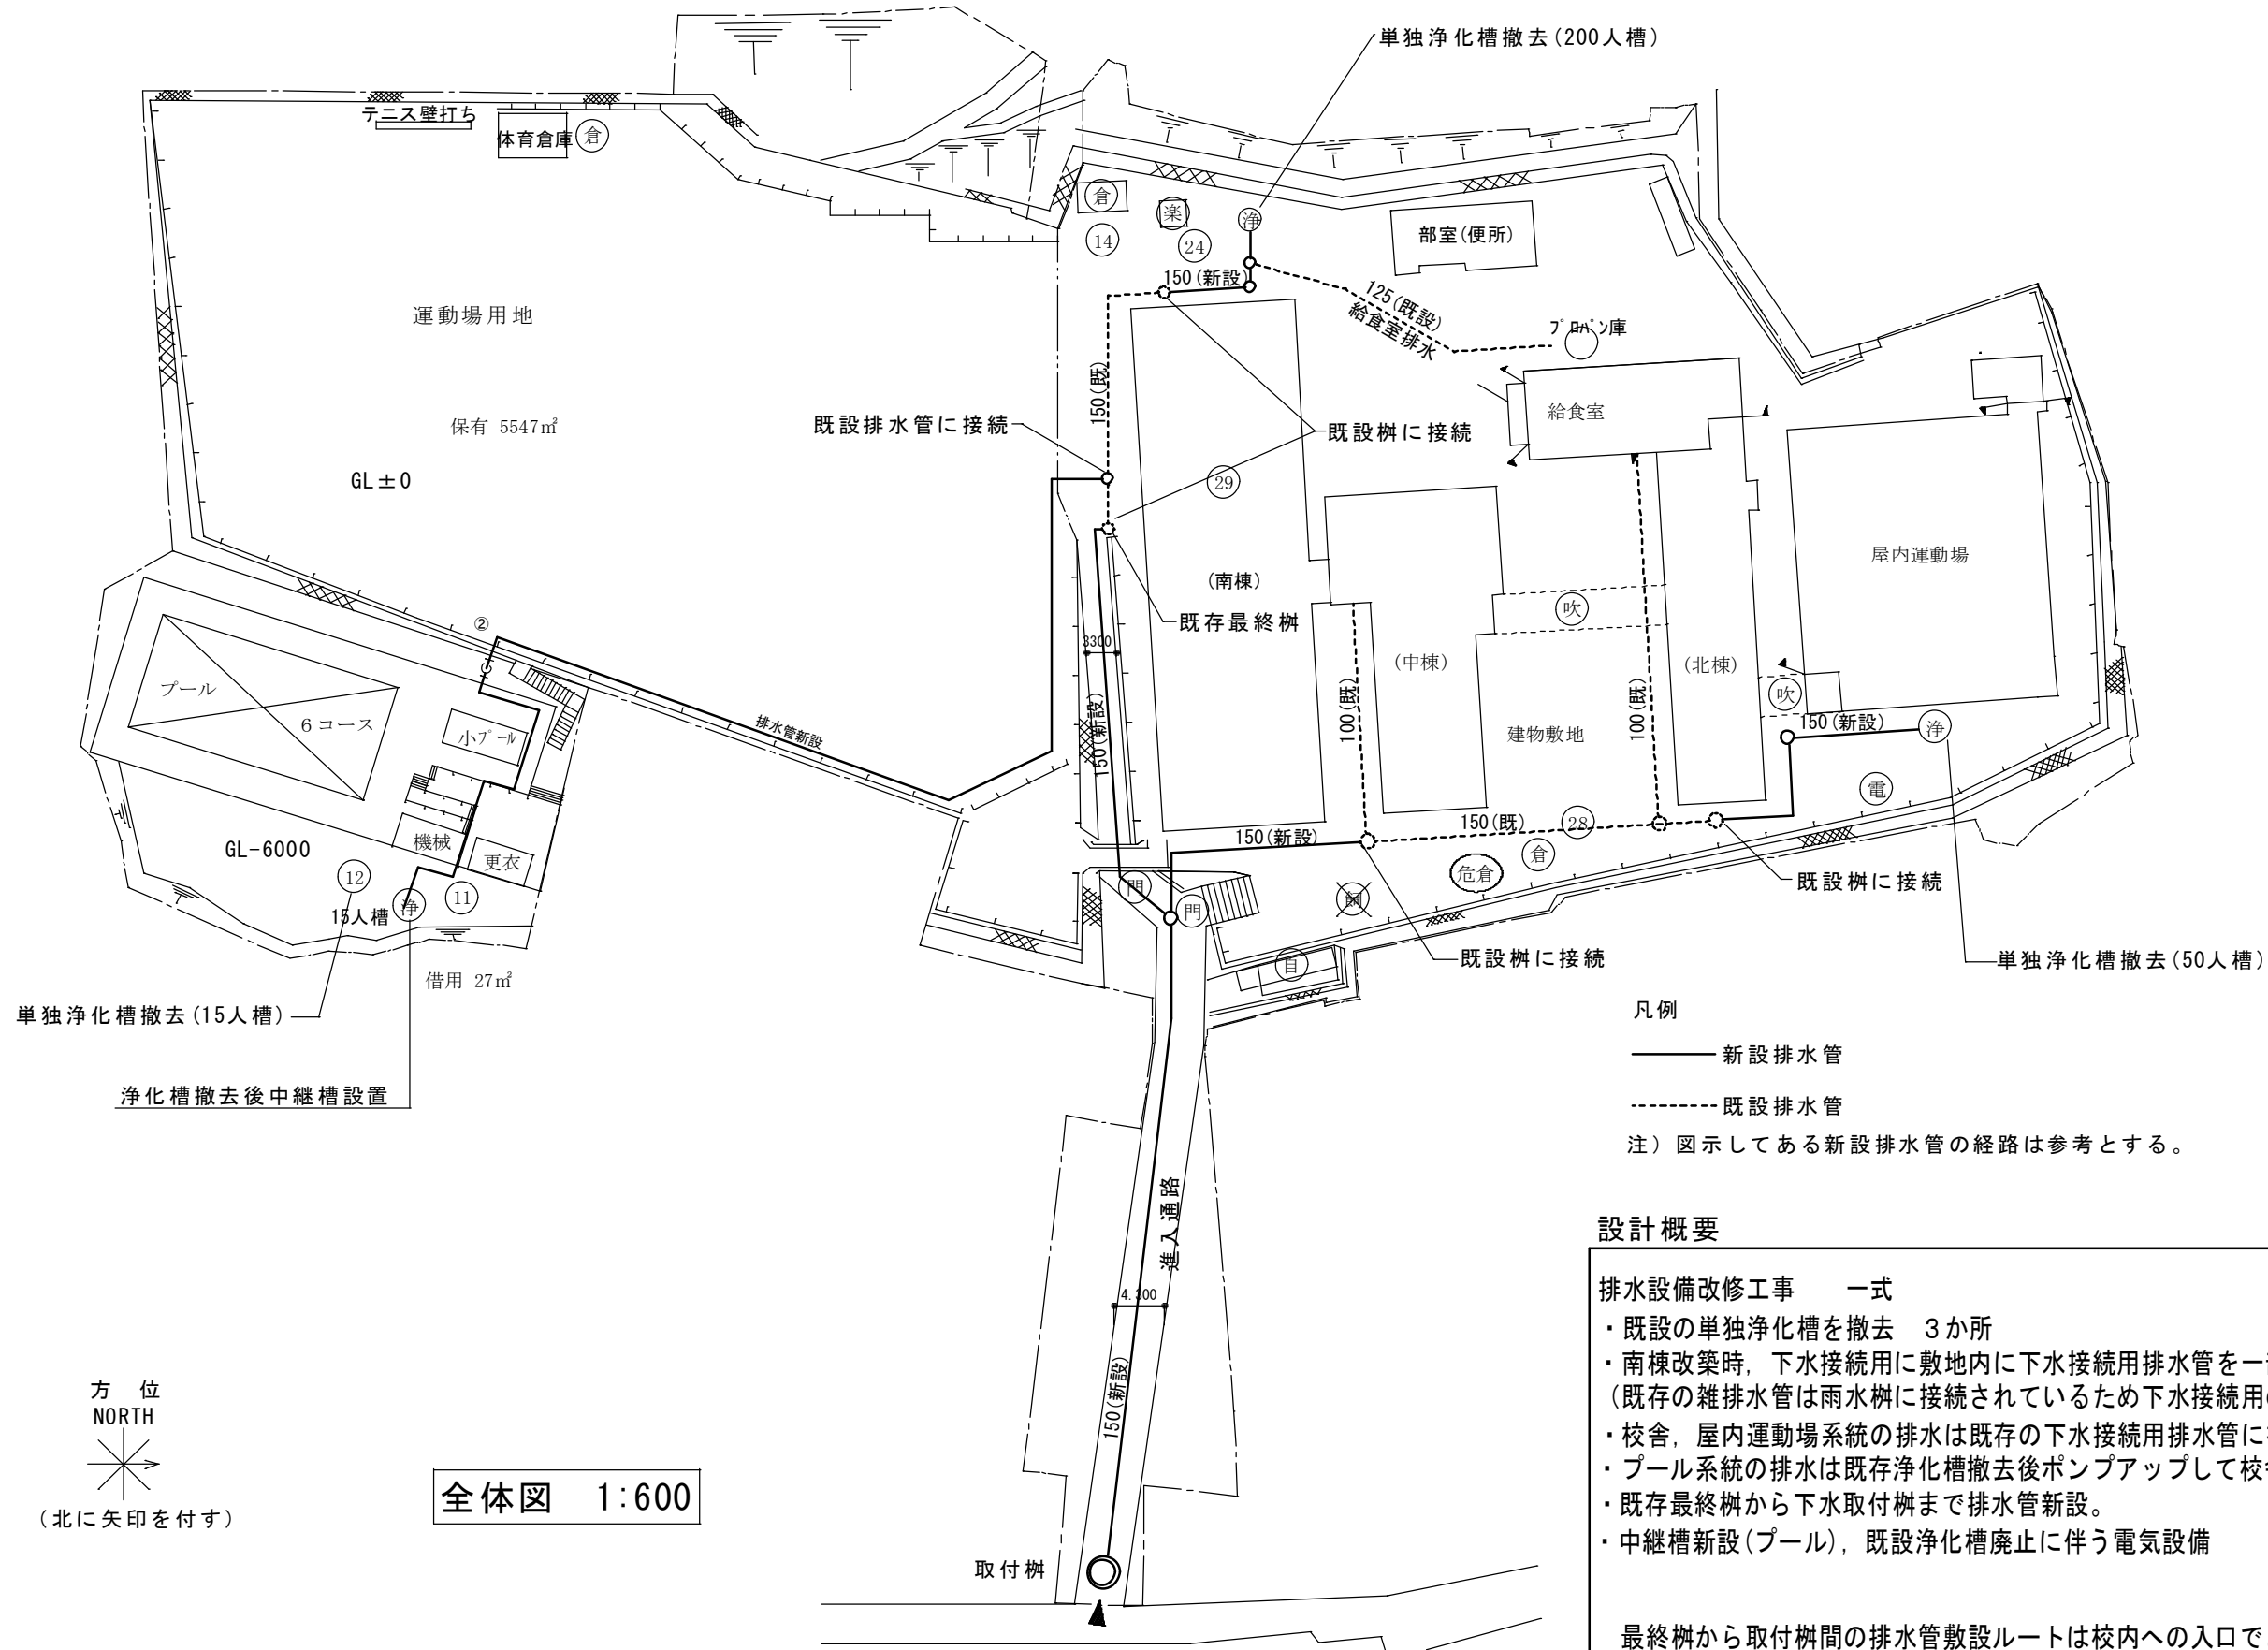 単独浄化槽撤去(200人槽)
テニス壁打ち
体育倉庫
倉
倉
楽
浄
14
24
部室(便所)
150(新設)
運動場用地
125(既設)
給食室排水
プロパン庫
150(既)
給食室
保有 5547㎡
既設排水管に接続
既設桝に接続
GL±0
29
屋内運動場
(南棟)
吹
既存最終桝
②
3300
(中棟)
(北棟)
プール
6コース
吹
小プール
排水管新設
150(新設)
100(既)
建物敷地
100(既)
150(新設)
浄
電
機械
更衣
GL-6000
150(新設)
150(既)
28
倉
危倉
既設桝に接続
12
11
15人槽
浄
門
門
飼
既設桝に接続
自
単独浄化槽撤去(50人槽)
借用 27㎡
単独浄化槽撤去(15人槽)
凡例
新設排水管
浄化槽撤去後中継槽設置
既設排水管
注)図示してある新設排水管の経路は参考とする。
進入通路
4.300
150(新設)
設計概要
排水設備改修工事 一式
・既設の単独浄化槽を撤去 3か所
・南棟改築時,下水接続用に敷地内に下水接続用排水管を一
(既存の雑排水管は雨水桝に接続されているため下水接続用
・校舎,屋内運動場系統の排水は既存の下水接続用排水管に
・プール系統の排水は既存浄化槽撤去後ポンプアップして校
・既存最終桝から下水取付桝まで排水管新設。
・中継槽新設(プール),既設浄化槽廃止に伴う電気設備
最終桝から取付桝間の排水管敷設ルートは校内への入口で
方 位
NORTH
(北に矢印を付す)
全体図 1:600
取付桝